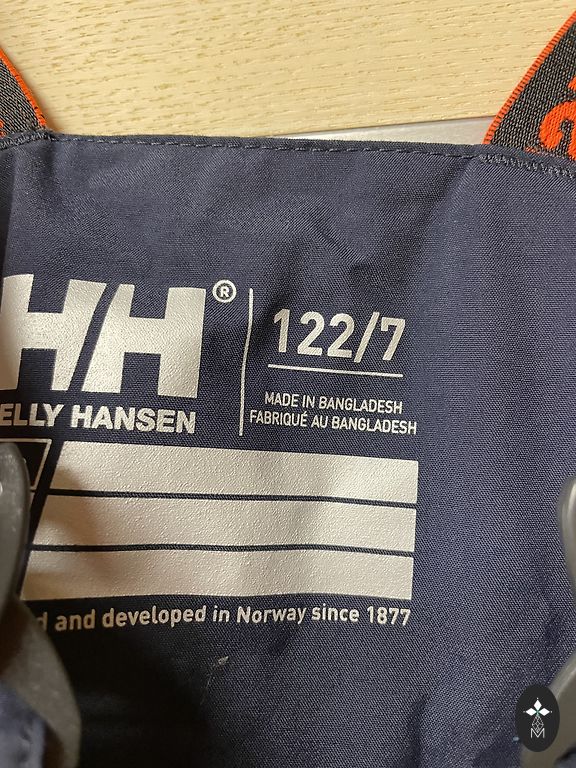 HH®
ELLY HANSEN
122/7
MADE IN BANGLADESH
FABRIQUÉ AU BANGLADESH
and developed in Norway since 1877